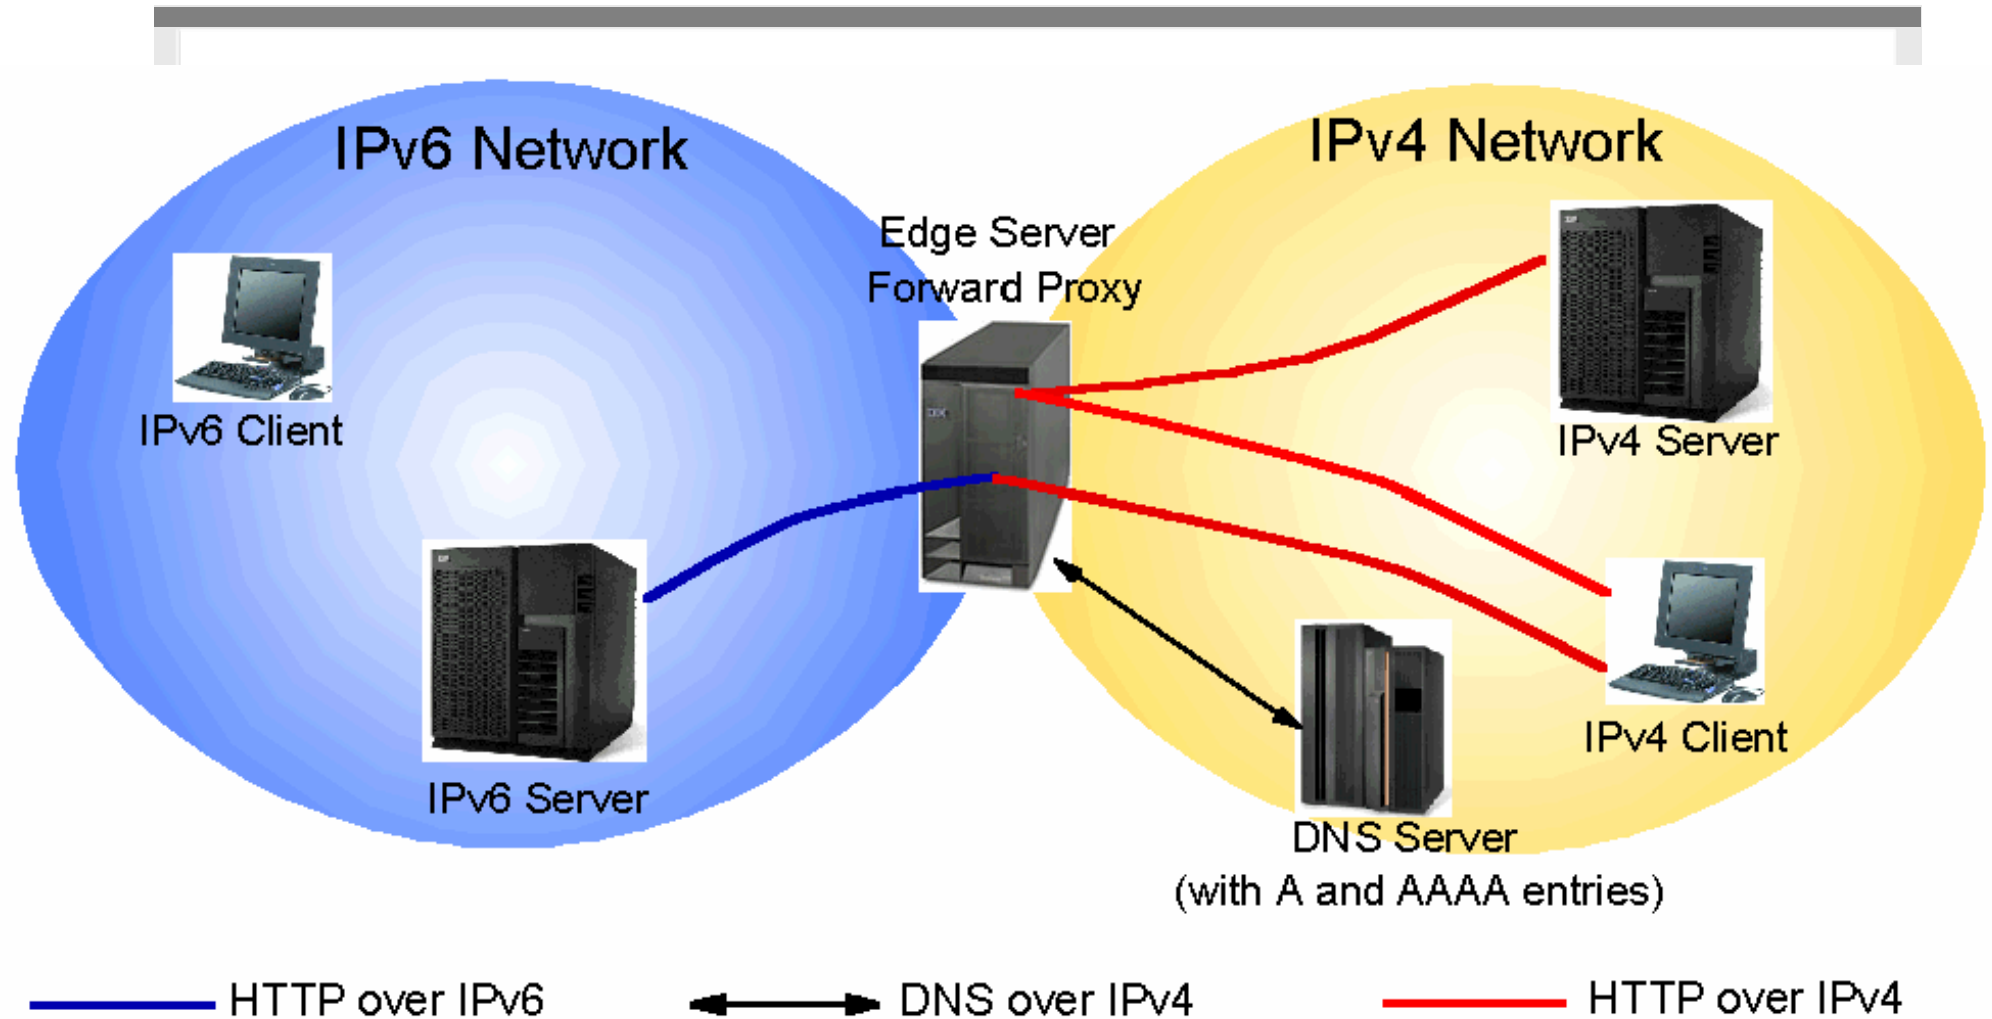 IPv6 Network
IPv4 Network
Edge Server
Forward Proxy
IPv6 Client
IPv4 Server
IPv6 Server
IPv4 Client
DNS Server
(with A and AAAA entries)
HTTP over IPv6
DNS over IPv4
HTTP over IPv4